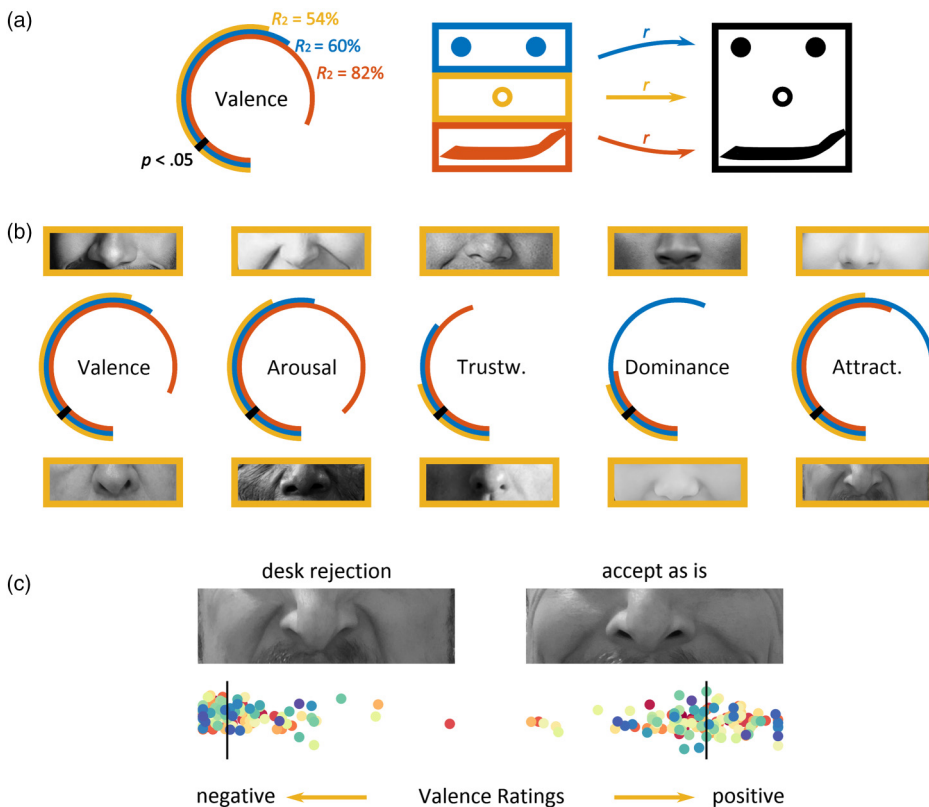 (a)
R₂ = 54%
R₂ = 60%
R₂ = 82%
Valence
p < .05
r
r
r
(b)
Valence
Arousal
Trustw.
Dominance
Attract.
(c)
desk rejection
accept as is
negative
Valence Ratings
positive